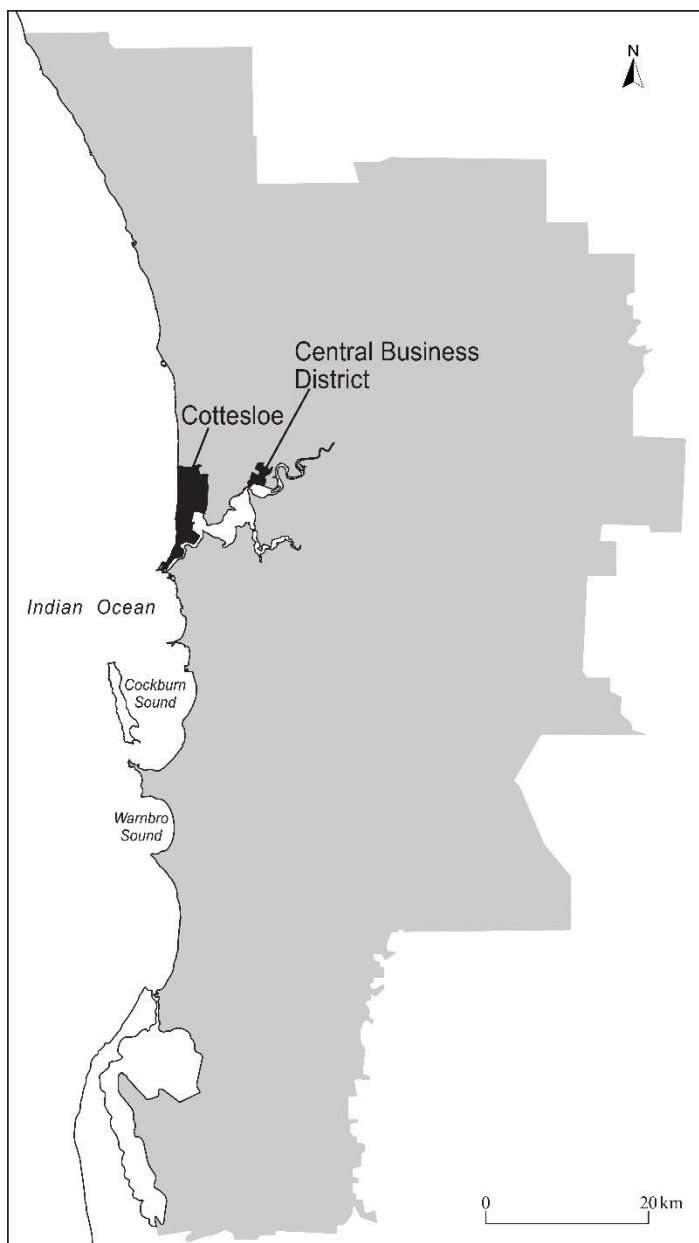 N
Central Business
District
Cottesloe
Indian Ocean
Cockburn
Sound
Warnbro
Sound
0 20 km